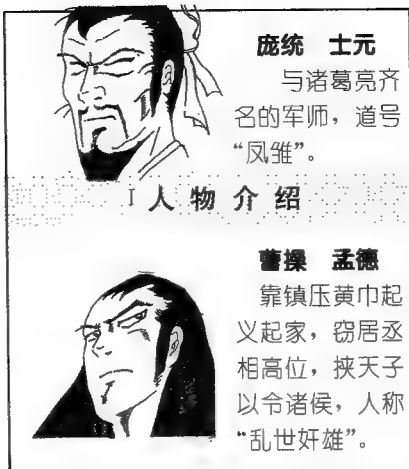 庞统 士元
与诸葛亮齐
名的军师，道号
“凤雏”。
人物介绍
曹操 孟德
靠镇压黄巾起
义起家，窃居丞
相高位，挟天子
以令诸侯，人称
“乱世奸雄”。